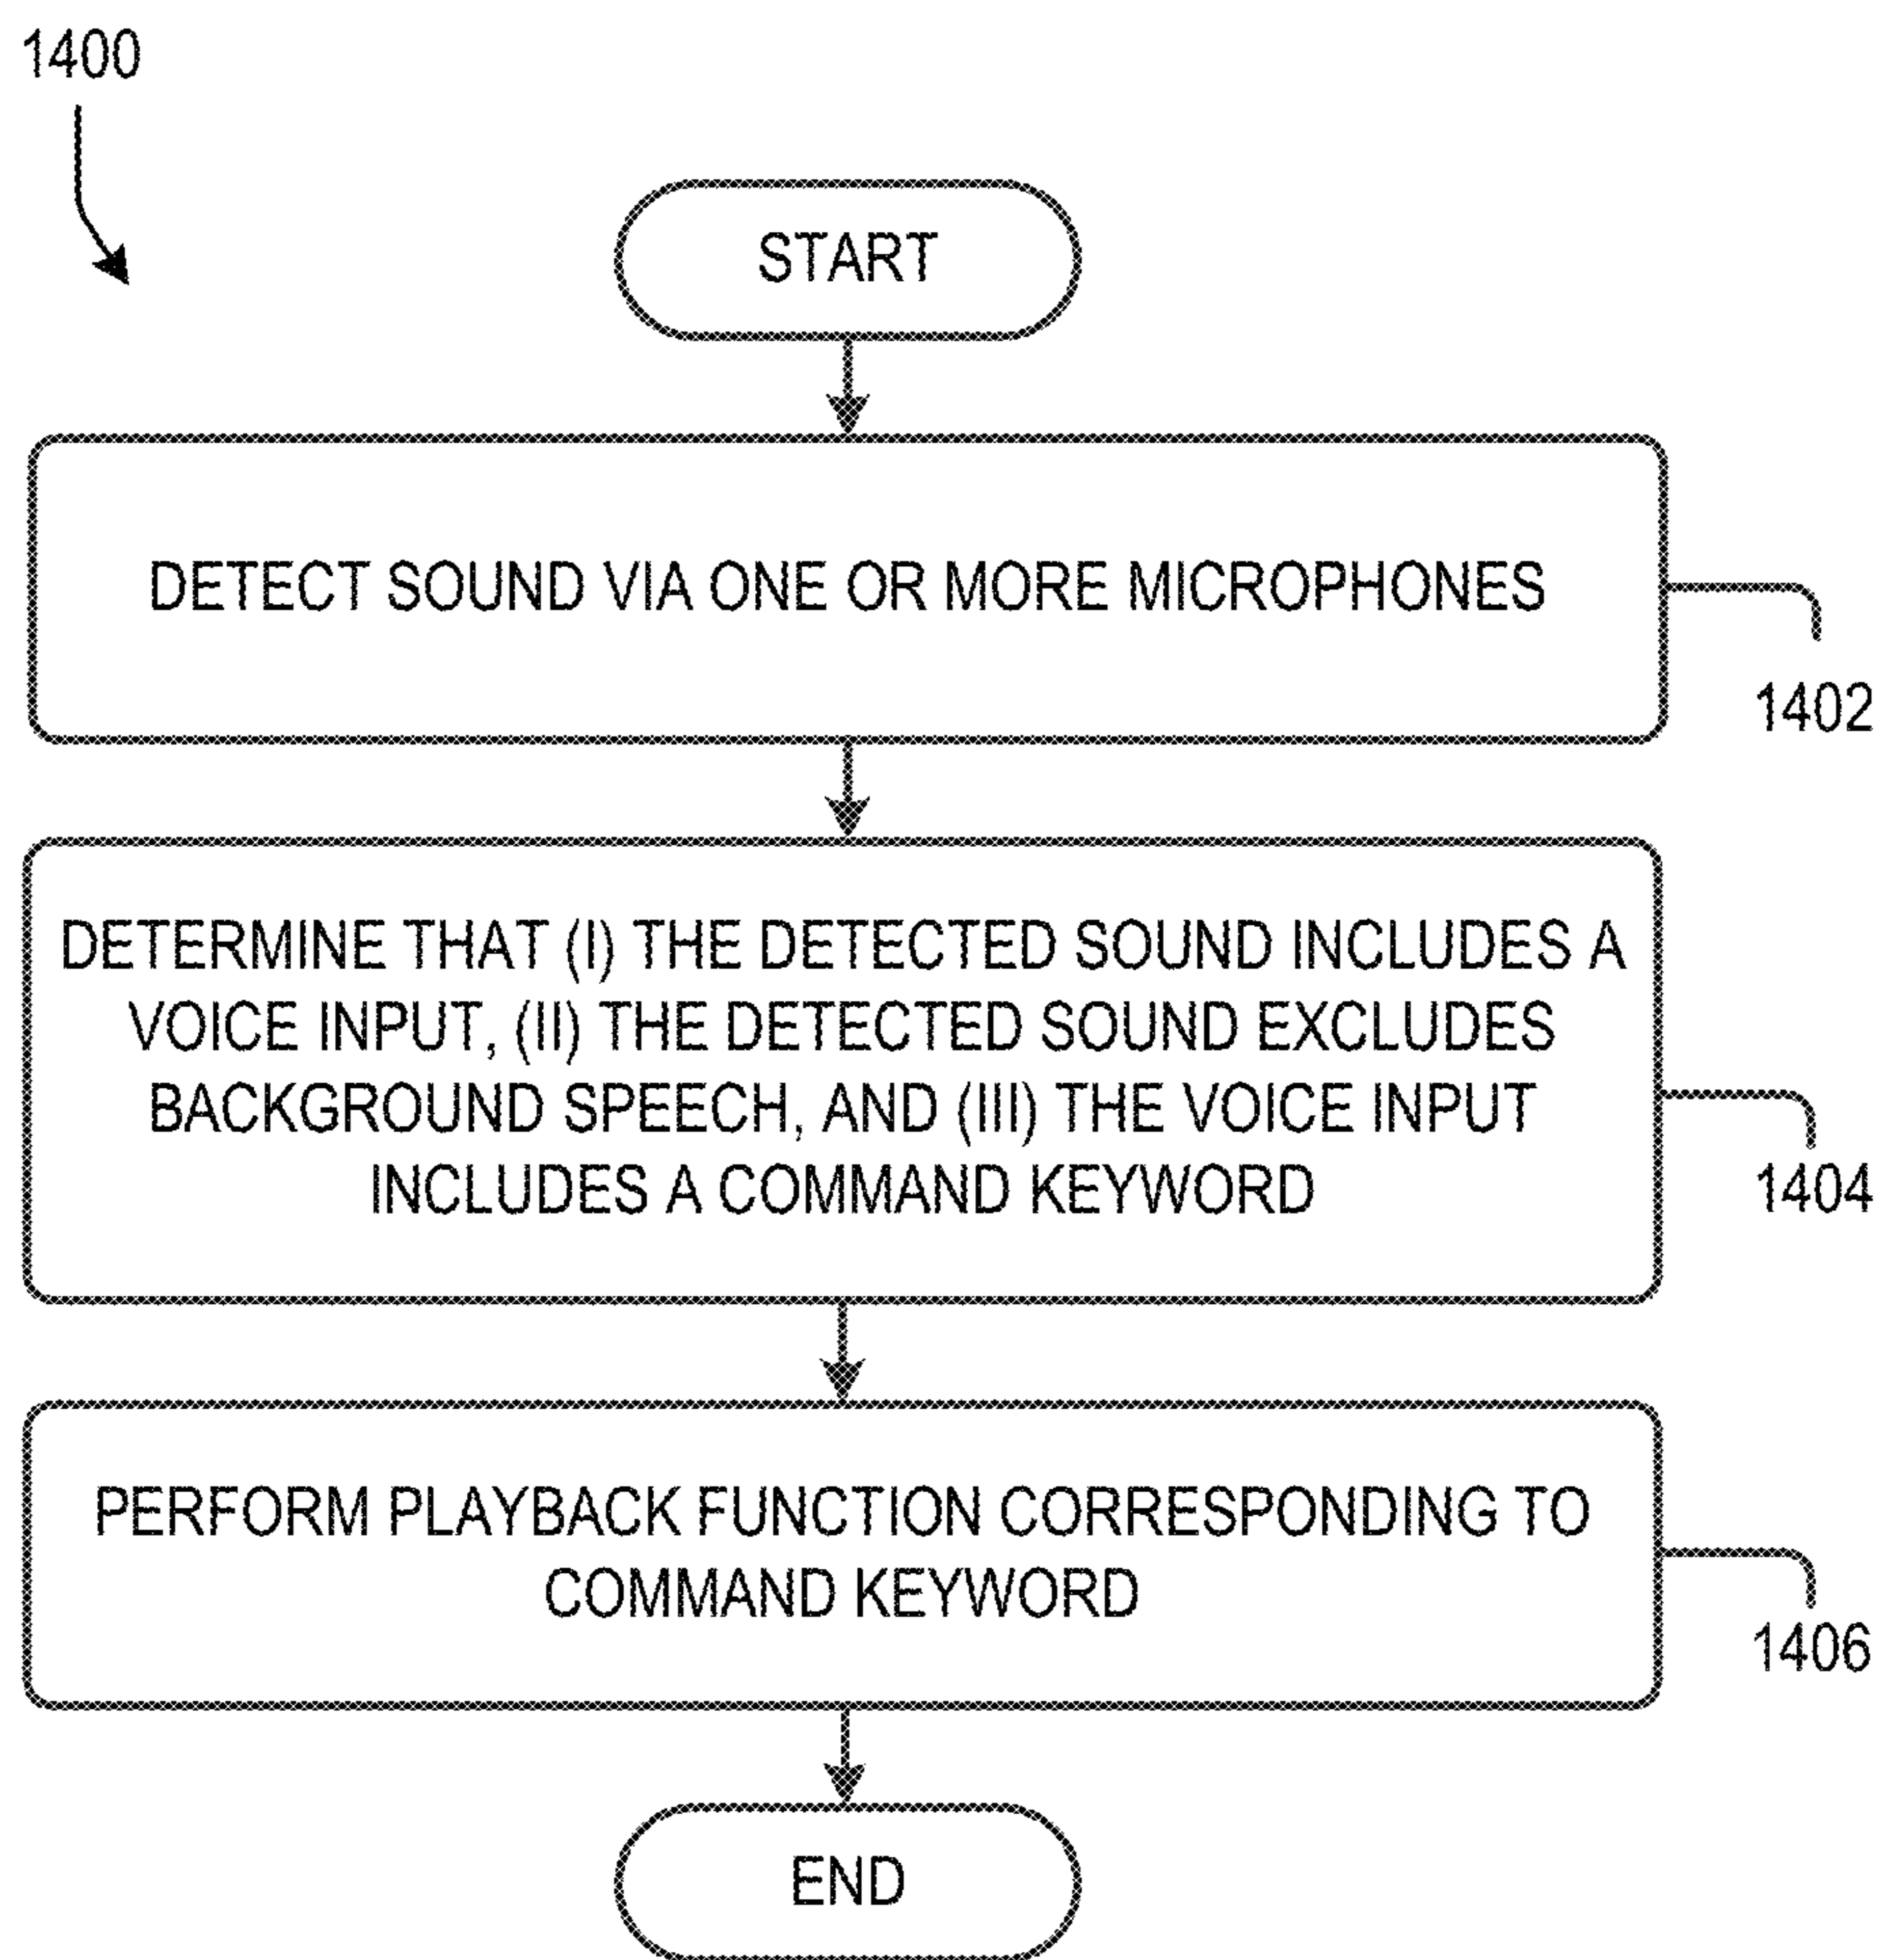 1400
START
DETECT SOUND VIA ONE OR MORE MICROPHONES
1402
DETERMINE THAT (I) THE DETECTED SOUND INCLUDES A
VOICE INPUT, (II) THE DETECTED SOUND EXCLUDES
BACKGROUND SPEECH, AND (III) THE VOICE INPUT
INCLUDES A COMMAND KEYWORD
1404
PERFORM PLAYBACK FUNCTION CORRESPONDING TO
COMMAND KEYWORD
1406
END